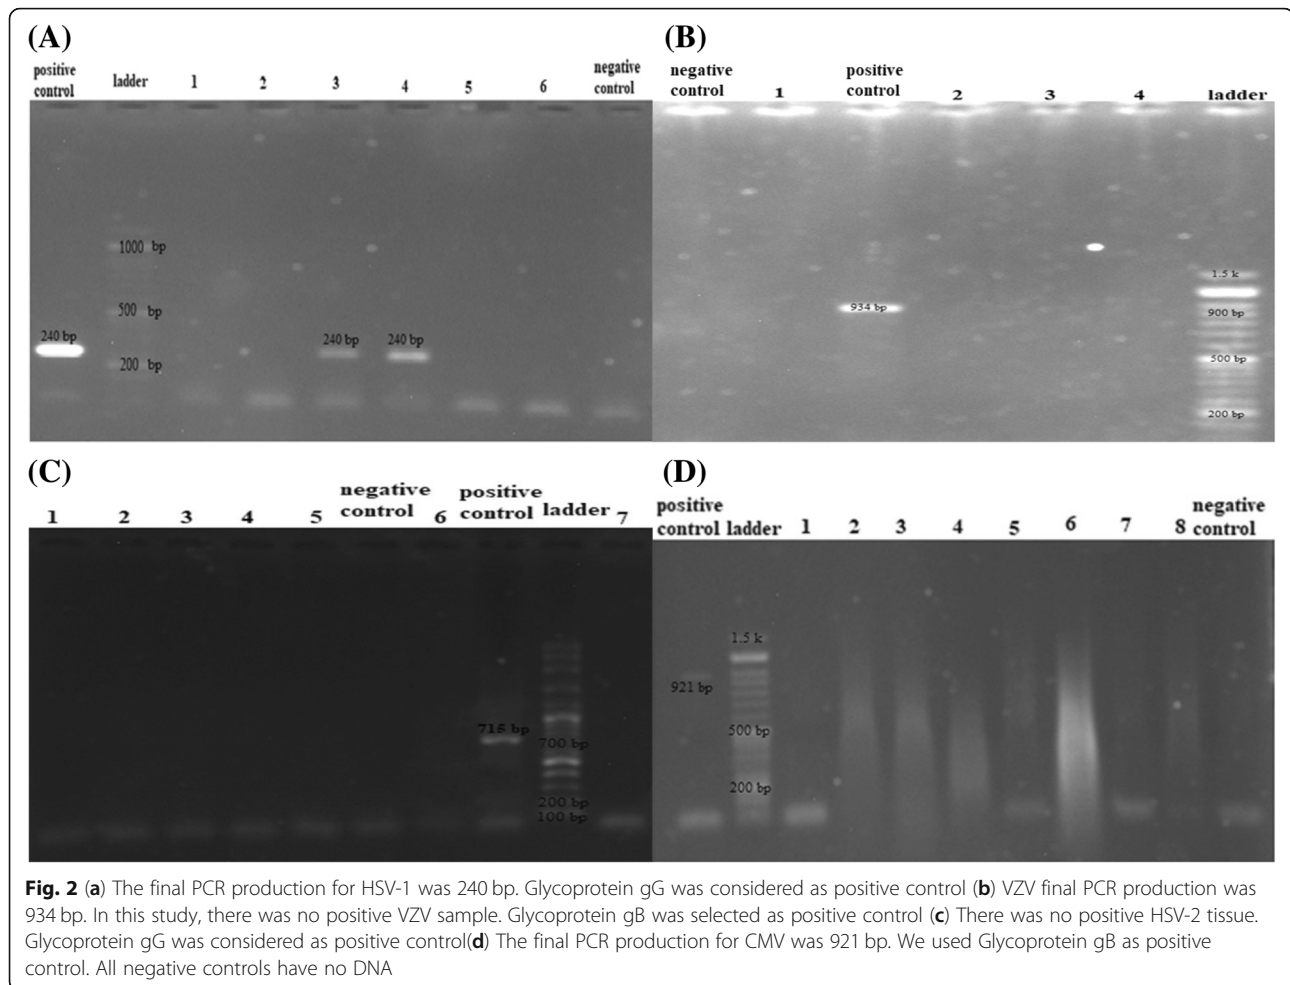 (A)
positive
control
ladder
1
2
3
4
5
6
negative
control
1000 bp
500 bp
240 bp
240 bp
240 bp
200 bp
(B)
negative
control
1
positive
control
2
3
4
ladder
1.5 k
934 bp
900 bp
500 bp
200 bp
(C)
1
2
3
4
5
negative
control
6
positive
control
ladder
7
715 bp
700 bp
200 bp
100 bp
(D)
positive
control
ladder
1
2
3
4
5
6
7
8
negative
control
1.5 k
921 bp
500 bp
200 bp
Fig. 2 (a) The final PCR production for HSV-1 was 240 bp. Glycoprotein gG was considered as positive control (b) VZV final PCR production was
934 bp. In this study, there was no positive VZV sample. Glycoprotein gB was selected as positive control (c) There was no positive HSV-2 tissue.
Glycoprotein gG was considered as positive control(d) The final PCR production for CMV was 921 bp. We used Glycoprotein gB as positive
control. All negative controls have no DNA